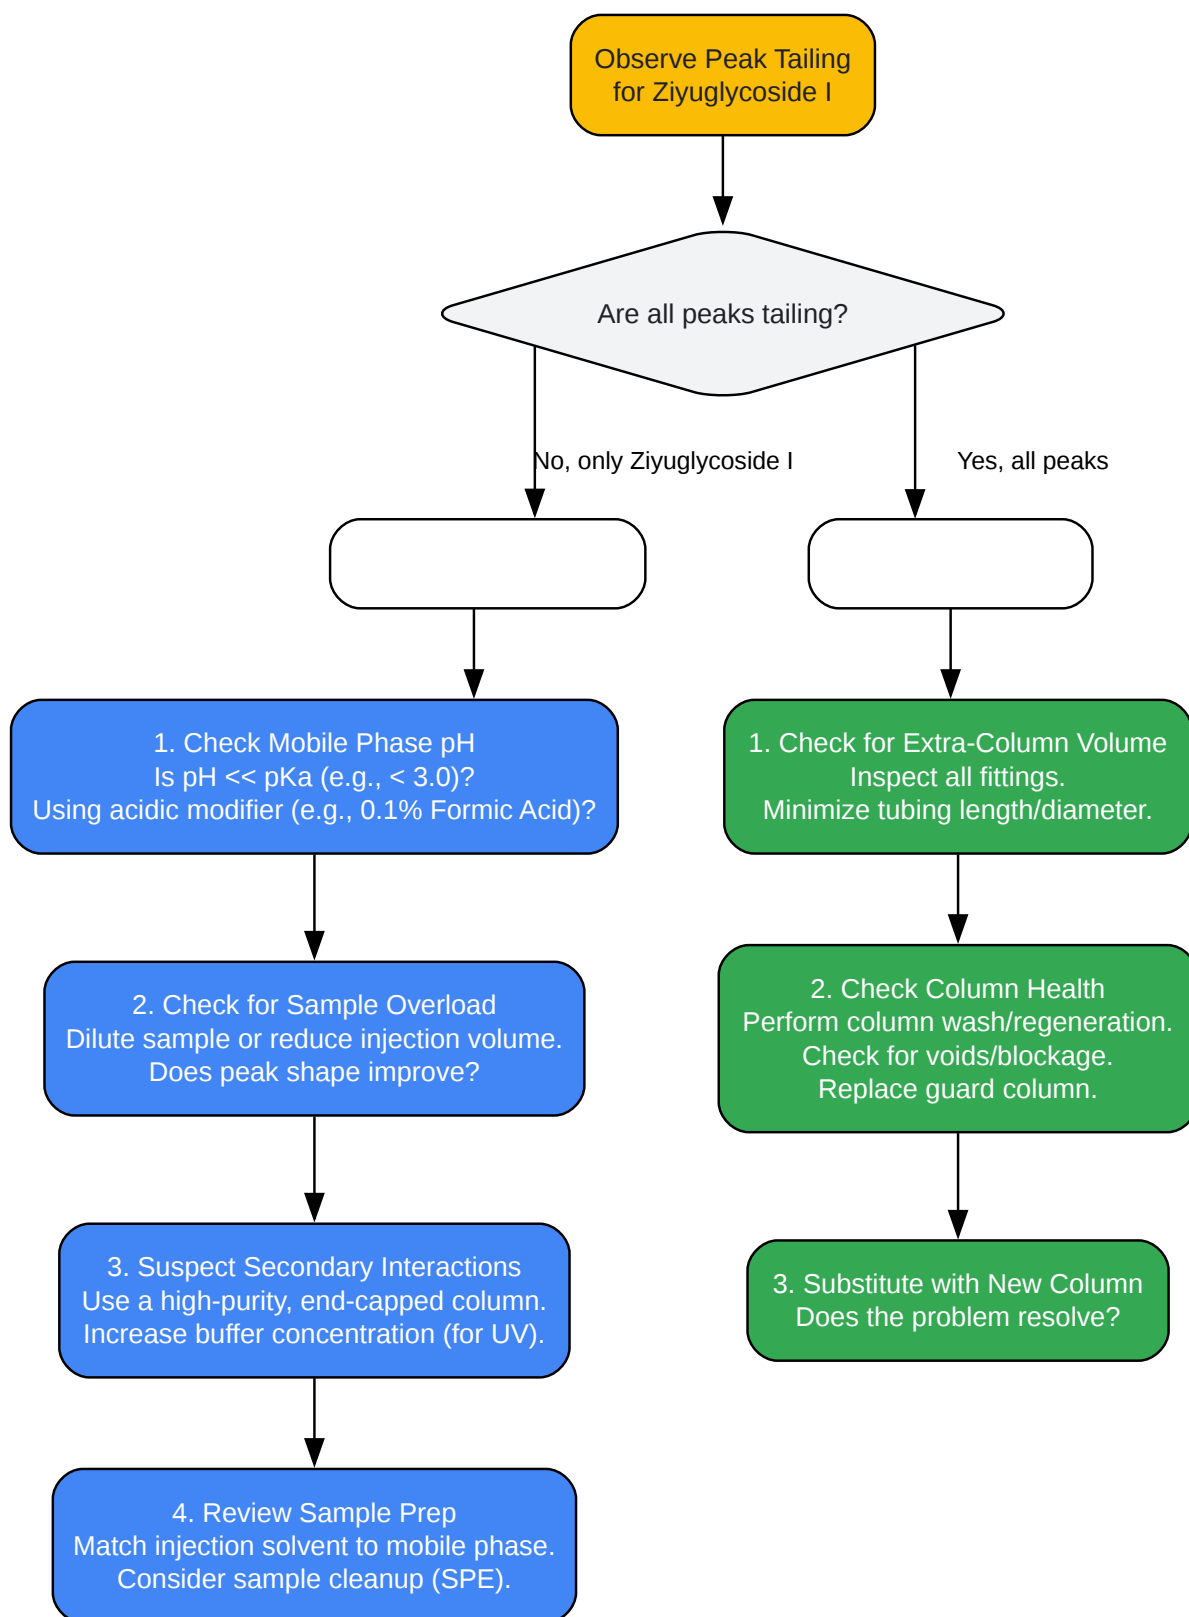 Observe Peak Tailing
for Ziyuglycoside I
Are all peaks tailing?
No, only Ziyuglycoside I
Yes, all peaks
1. Check Mobile Phase pH
Is pH << pKa (e.g., < 3.0)?
Using acidic modifier (e.g., 0.1% Formic Acid)?
1. Check for Extra-Column Volume
Inspect all fittings.
Minimize tubing length/diameter.
2. Check for Sample Overload
Dilute sample or reduce injection volume.
Does peak shape improve?
2. Check Column Health
Perform column wash/regeneration.
Check for voids/blockage.
Replace guard column.
3. Suspect Secondary Interactions
Use a high-purity, end-capped column.
Increase buffer concentration (for UV).
3. Substitute with New Column
Does the problem resolve?
4. Review Sample Prep
Match injection solvent to mobile phase.
Consider sample cleanup (SPE).